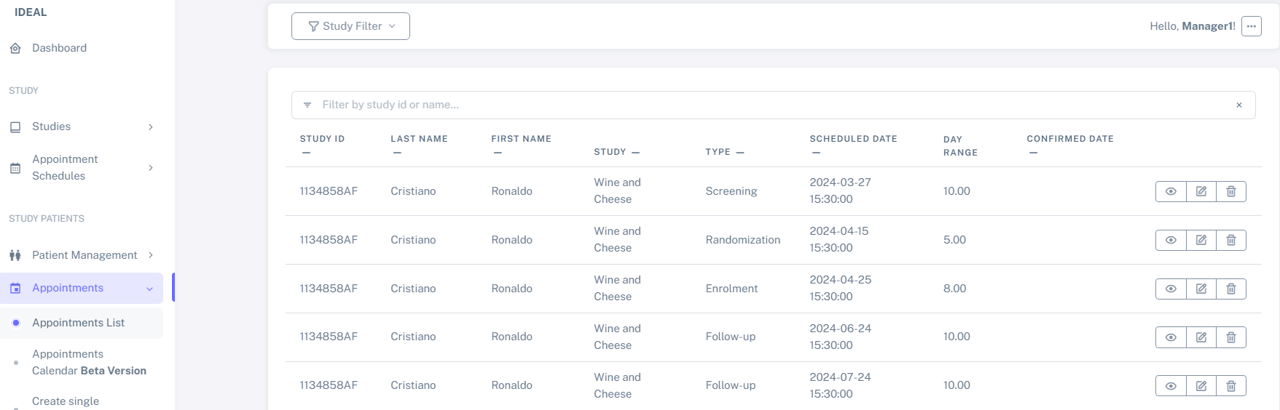 IDEAL
Dashboard
STUDY
Studies
Appointment
Schedules
STUDY PATIENTS
Patient Management
Appointments
Appointments List
Appointments
Calendar Beta Version
Create single
Study Filter
Hello, Manager1!
Filter by study id or name...
STUDY ID — LAST NAME — FIRST NAME — STUDY — TYPE — SCHEDULED DATE — DAY RANGE CONFIRMED DATE —
1134858AF Cristiano Ronaldo Wine and Screening 2024-03-27 10.00
Cheese 15:30:00
1134858AF Cristiano Ronaldo Wine and Randomization 2024-04-15 5.00
Cheese 15:30:00
1134858AF Cristiano Ronaldo Wine and Enrolment 2024-04-25 8.00
Cheese 15:30:00
1134858AF Cristiano Ronaldo Wine and Follow-up 2024-06-24 10.00
Cheese 15:30:00
1134858AF Cristiano Ronaldo Wine and Follow-up 2024-07-24 10.00
Cheese 15:30:00